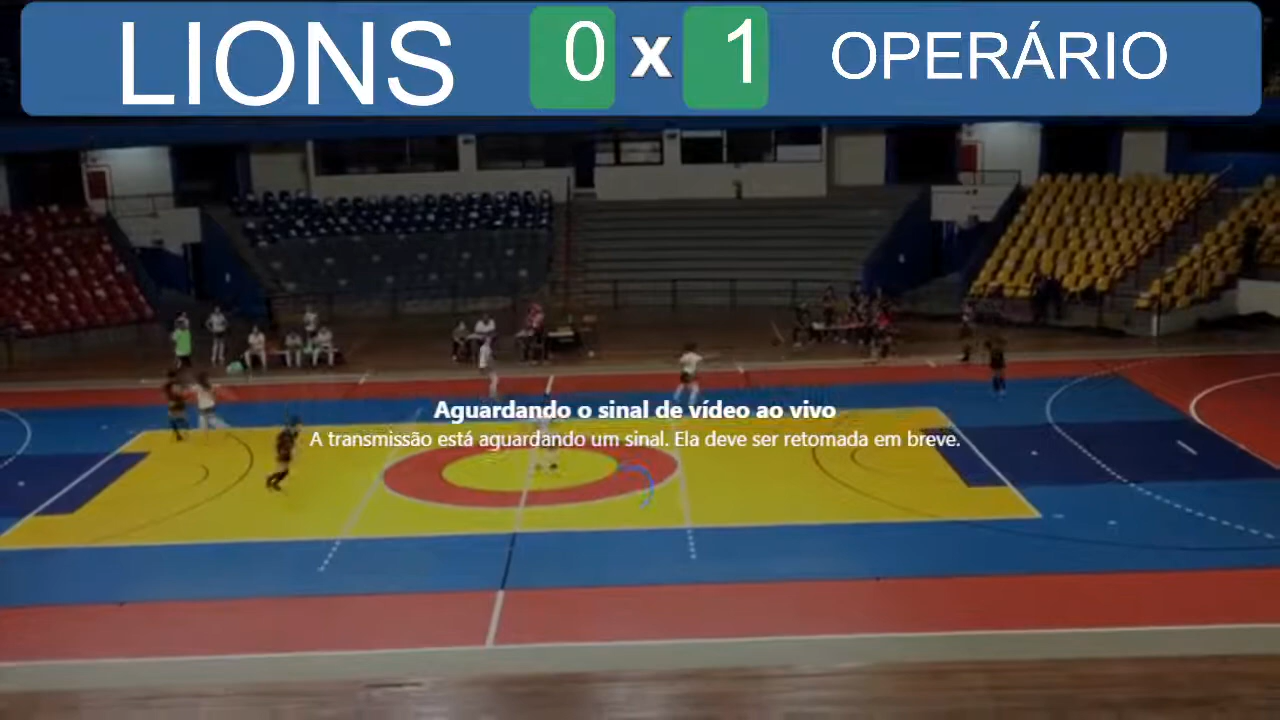 LIONS 0 x 1 OPERÁRIO
Aguardando o sinal de vídeo ao vivo
A transmissão está aguardando um sinal. Ela deve ser retomada em breve.